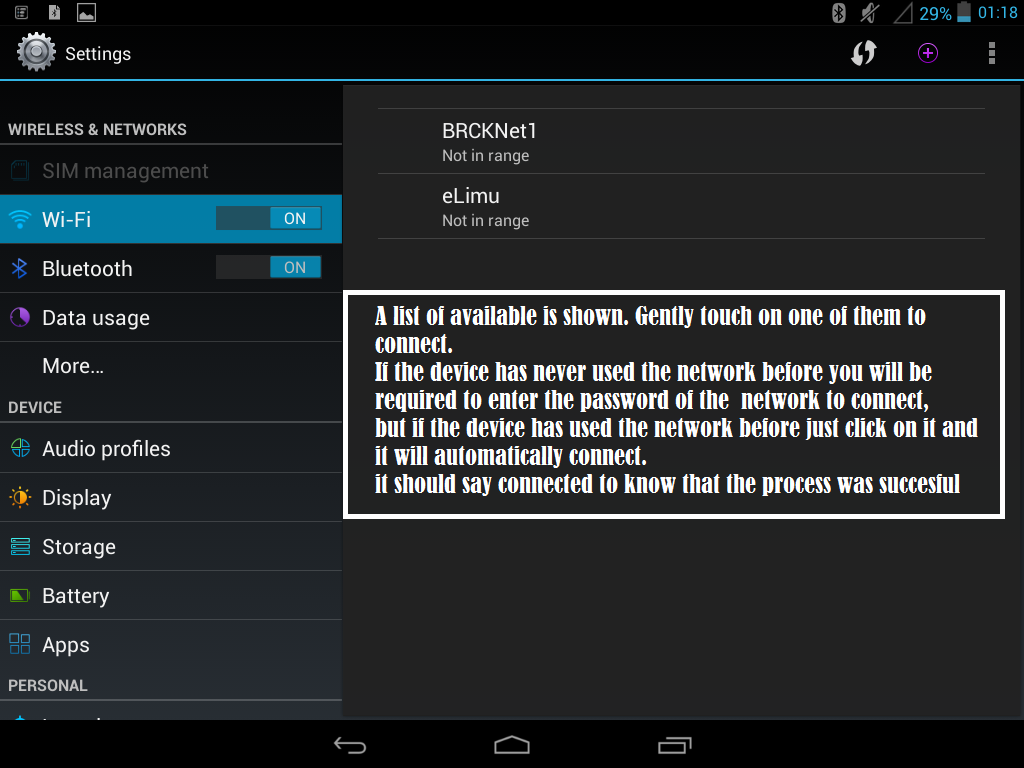 29% 01:18
Settings
WIRELESS & NETWORKS
SIM management
Wi-Fi ON
Bluetooth ON
Data usage
More...
DEVICE
Audio profiles
Display
Storage
Battery
Apps
PERSONAL
BRCKNet1
Not in range
eLimu
Not in range
A list of available is shown. Gently touch on one of them to
connect.
If the device has never used the network before you will be
required to enter the password of the  network to connect,
but if the device has used the network before just click on it and
it will automatically connect.
it should say connected to know that the process was succesful